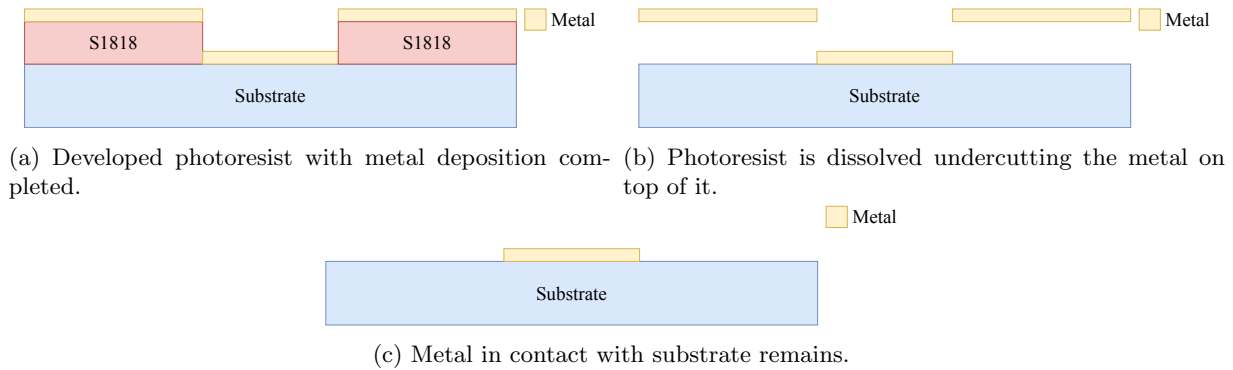 Metal
S1818
S1818
Substrate
(a) Developed photoresist with metal deposition com-
pleted.
Metal
Substrate
(b) Photoresist is dissolved undercutting the metal on
top of it.
Metal
Substrate
(c) Metal in contact with substrate remains.